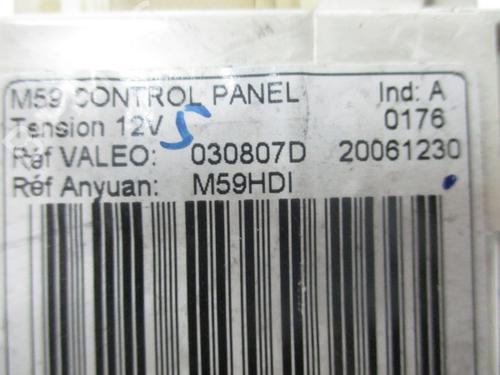 M59 CONTROL PANEL Ind: A
Tension 12V S 0176
Réf VALEO: 030807D 20061230
Réf Anyuan: M59HDI